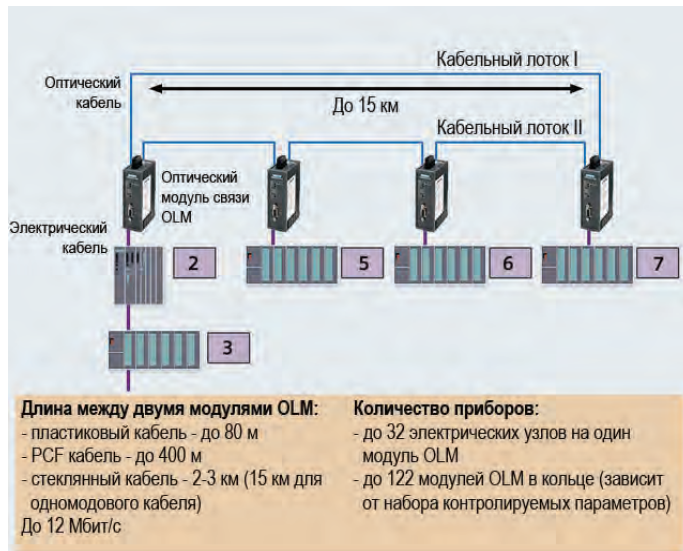 Кабельный лоток I
Оптический
кабель
До 15 км
Кабельный лоток II
Оптический
модуль связи
OLM
Электрический
кабель
2
5
6
7
3
Длина между двумя модулями OLM:
- пластиковый кабель - до 80 м
- PCF кабель - до 400 м
- стеклянный кабель - 2-3 км (15 км для
одномодового кабеля)
До 12 Мбит/с
Количество приборов:
- до 32 электрических узлов на один
модуль OLM
- до 122 модулей OLM в кольце (зависит
от набора контролируемых параметров)